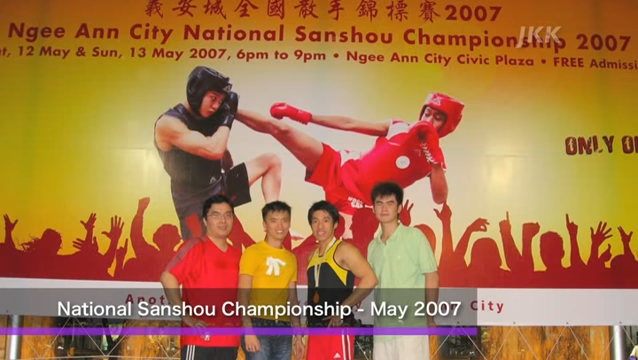 義安城全國散手錦標賽2007
JKK
Ngee Ann City National Sanshou Championship 2007
at, 12 May & Sun, 13 May 2007, 6pm to 9pm • Ngee Ann City Civic Plaza • FREE Admiss
ONLY O
National Sanshou Championship - May 2007
City